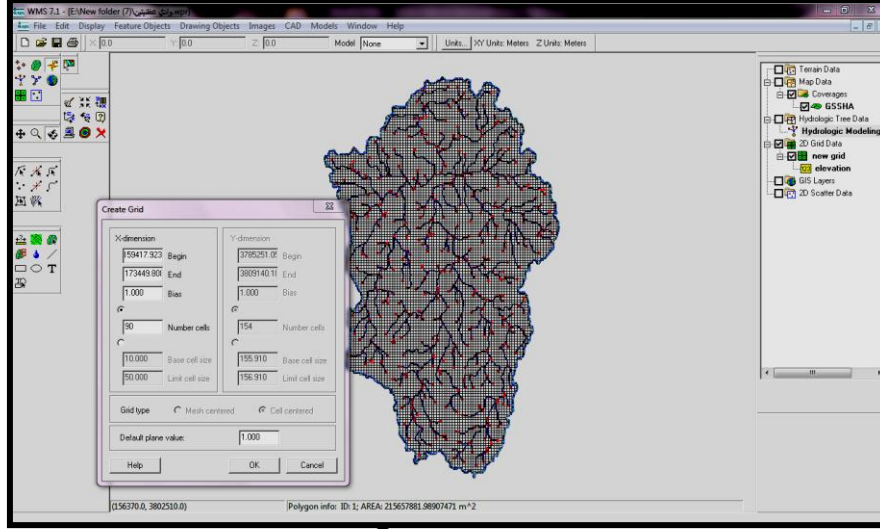 WMS 7.1 - [E:\New folder (7)\وادي عشيبن.wpr]
File Edit Display Feature Objects Drawing Objects Images CAD Models Window Help
X: 0.0 Y: 0.0 Z: 0.0 Model None Units... XY Units: Meters Z Units: Meters
Terrain Data
Map Data
Coverages
GSSHA
Hydrologic Tree Data
Hydrologic Modeling
2D Grid Data
new grid
elevation
GIS Layers
2D Scatter Data
Create Grid
X-dimension Y-dimension
159417.923 Begin 3785251.05 Begin
173449.808 End 3809140.18 End
1.000 Bias 1.000 Bias
90 Number cells 154 Number cells
10.000 Base cell size 155.910 Base cell size
50.000 Limit cell size 156.910 Limit cell size
Grid type Mesh centered Cell centered
Default plane value: 1.000
Help OK Cancel
(156370.0, 3802510.0) Polygon info: ID: 1; AREA: 215657881.98907471 m^2